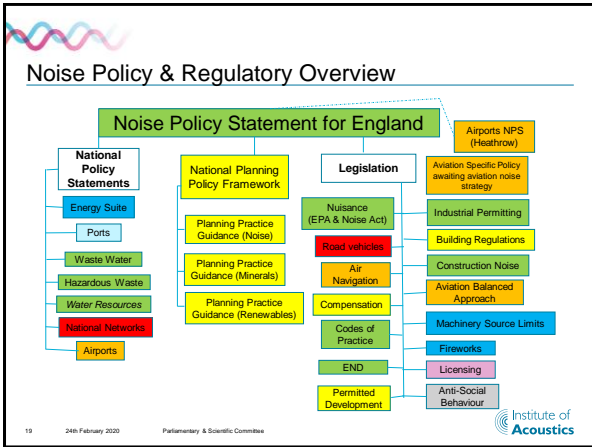 Noise Policy & Regulatory Overview
Noise Policy Statement for England
Airports NPS
(Heathrow)
National
Policy
Statements
National Planning
Policy Framework
Legislation
Aviation Specific Policy
awaiting aviation noise
strategy
Energy Suite
Ports
Waste Water
Hazardous Waste
Water Resources
National Networks
Airports
Planning Practice
Guidance (Noise)
Planning Practice
Guidance (Minerals)
Planning Practice
Guidance (Renewables)
Nuisance
(EPA & Noise Act)
Road vehicles
Air
Navigation
Compensation
Codes of
Practice
END
Permitted
Development
Industrial Permitting
Building Regulations
Construction Noise
Aviation Balanced
Approach
Machinery Source Limits
Fireworks
Licensing
Anti-Social
Behaviour
19
24th February 2020
Parliamentary & Scientific Committee
Institute of
Acoustics